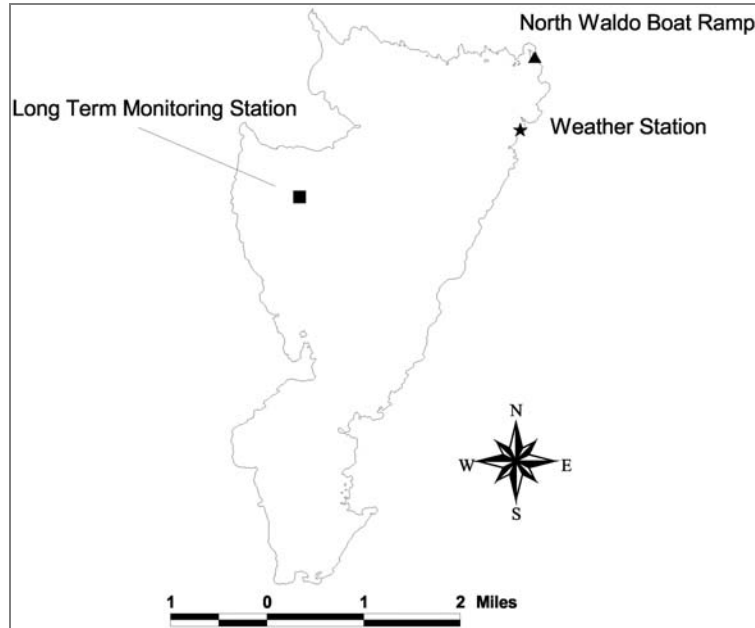 North Waldo Boat Ramp
Long Term Monitoring Station
Weather Station
N
W E
S
1 0 1 2 Miles